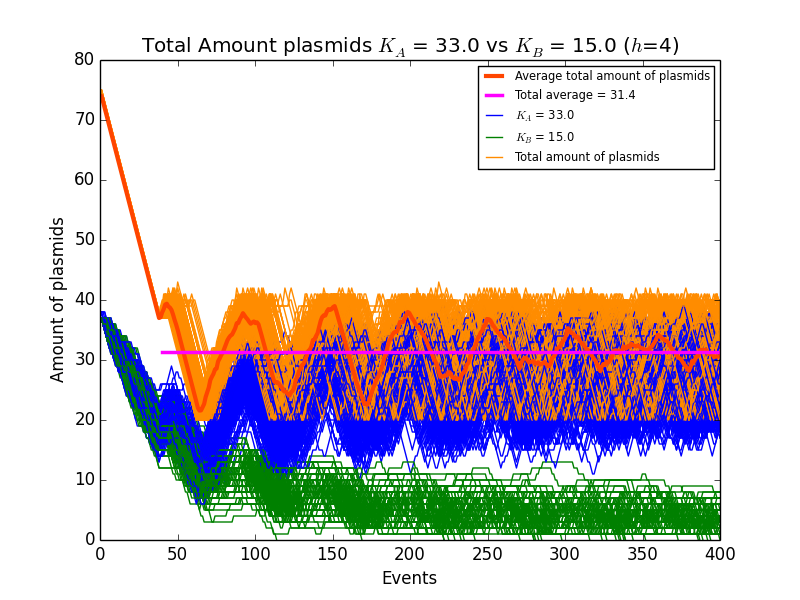 Total Amount plasmids K_A = 33.0 vs K_B = 15.0 (h=4)
Average total amount of plasmids
Total average = 31.4
K_A = 33.0
K_B = 15.0
Total amount of plasmids
Amount of plasmids
80
70
60
50
40
30
20
10
0
0 50 100 150 200 250 300 350 400
Events